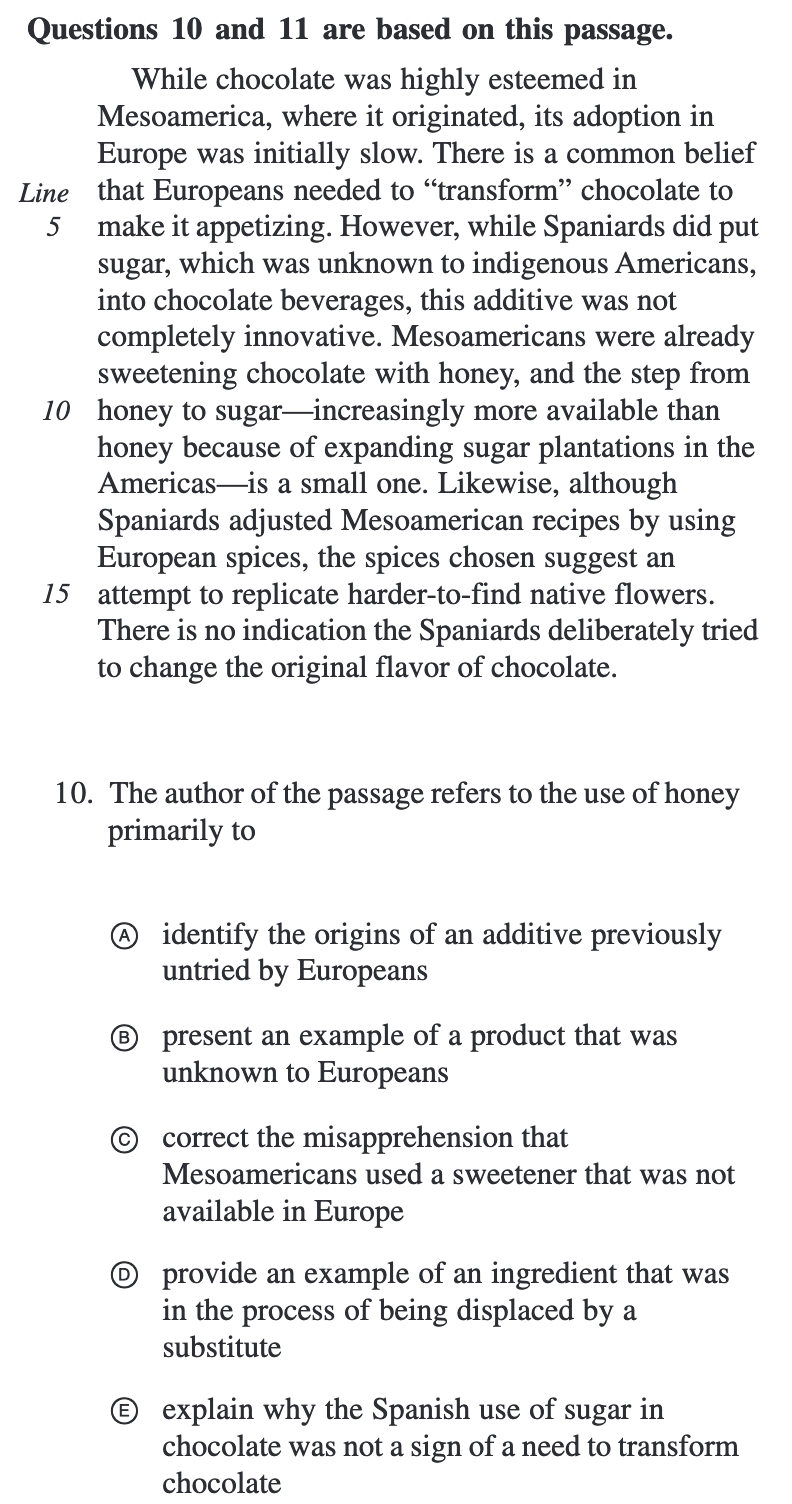 Questions 10 and 11 are based on this passage.
While chocolate was highly esteemed in
Mesoamerica, where it originated, its adoption in
Europe was initially slow. There is a common belief
Line that Europeans needed to “transform” chocolate to
5 make it appetizing. However, while Spaniards did put
sugar, which was unknown to indigenous Americans,
into chocolate beverages, this additive was not
completely innovative. Mesoamericans were already
sweetening chocolate with honey, and the step from
10 honey to sugar—increasingly more available than
honey because of expanding sugar plantations in the
Americas—is a small one. Likewise, although
Spaniards adjusted Mesoamerican recipes by using
European spices, the spices chosen suggest an
15 attempt to replicate harder-to-find native flowers.
There is no indication the Spaniards deliberately tried
to change the original flavor of chocolate.
10. The author of the passage refers to the use of honey
primarily to
Ⓐ identify the origins of an additive previously
untried by Europeans
Ⓑ present an example of a product that was
unknown to Europeans
Ⓒ correct the misapprehension that
Mesoamericans used a sweetener that was not
available in Europe
Ⓓ provide an example of an ingredient that was
in the process of being displaced by a
substitute
Ⓔ explain why the Spanish use of sugar in
chocolate was not a sign of a need to transform
chocolate